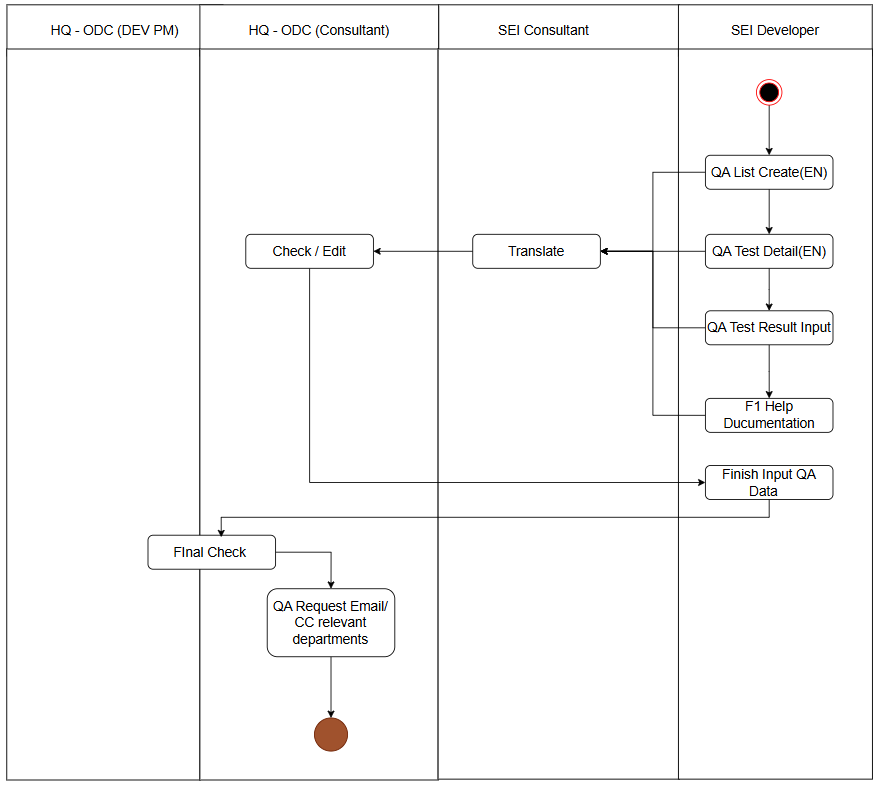 HQ - ODC (DEV PM)
HQ - ODC (Consultant)
SEI Consultant
SEI Developer
QA List Create(EN)
Check / Edit
Translate
QA Test Detail(EN)
QA Test Result Input
F1 Help
Ducumentation
Finish Input QA
Data
FInal Check
QA Request Email/
CC relevant
departments